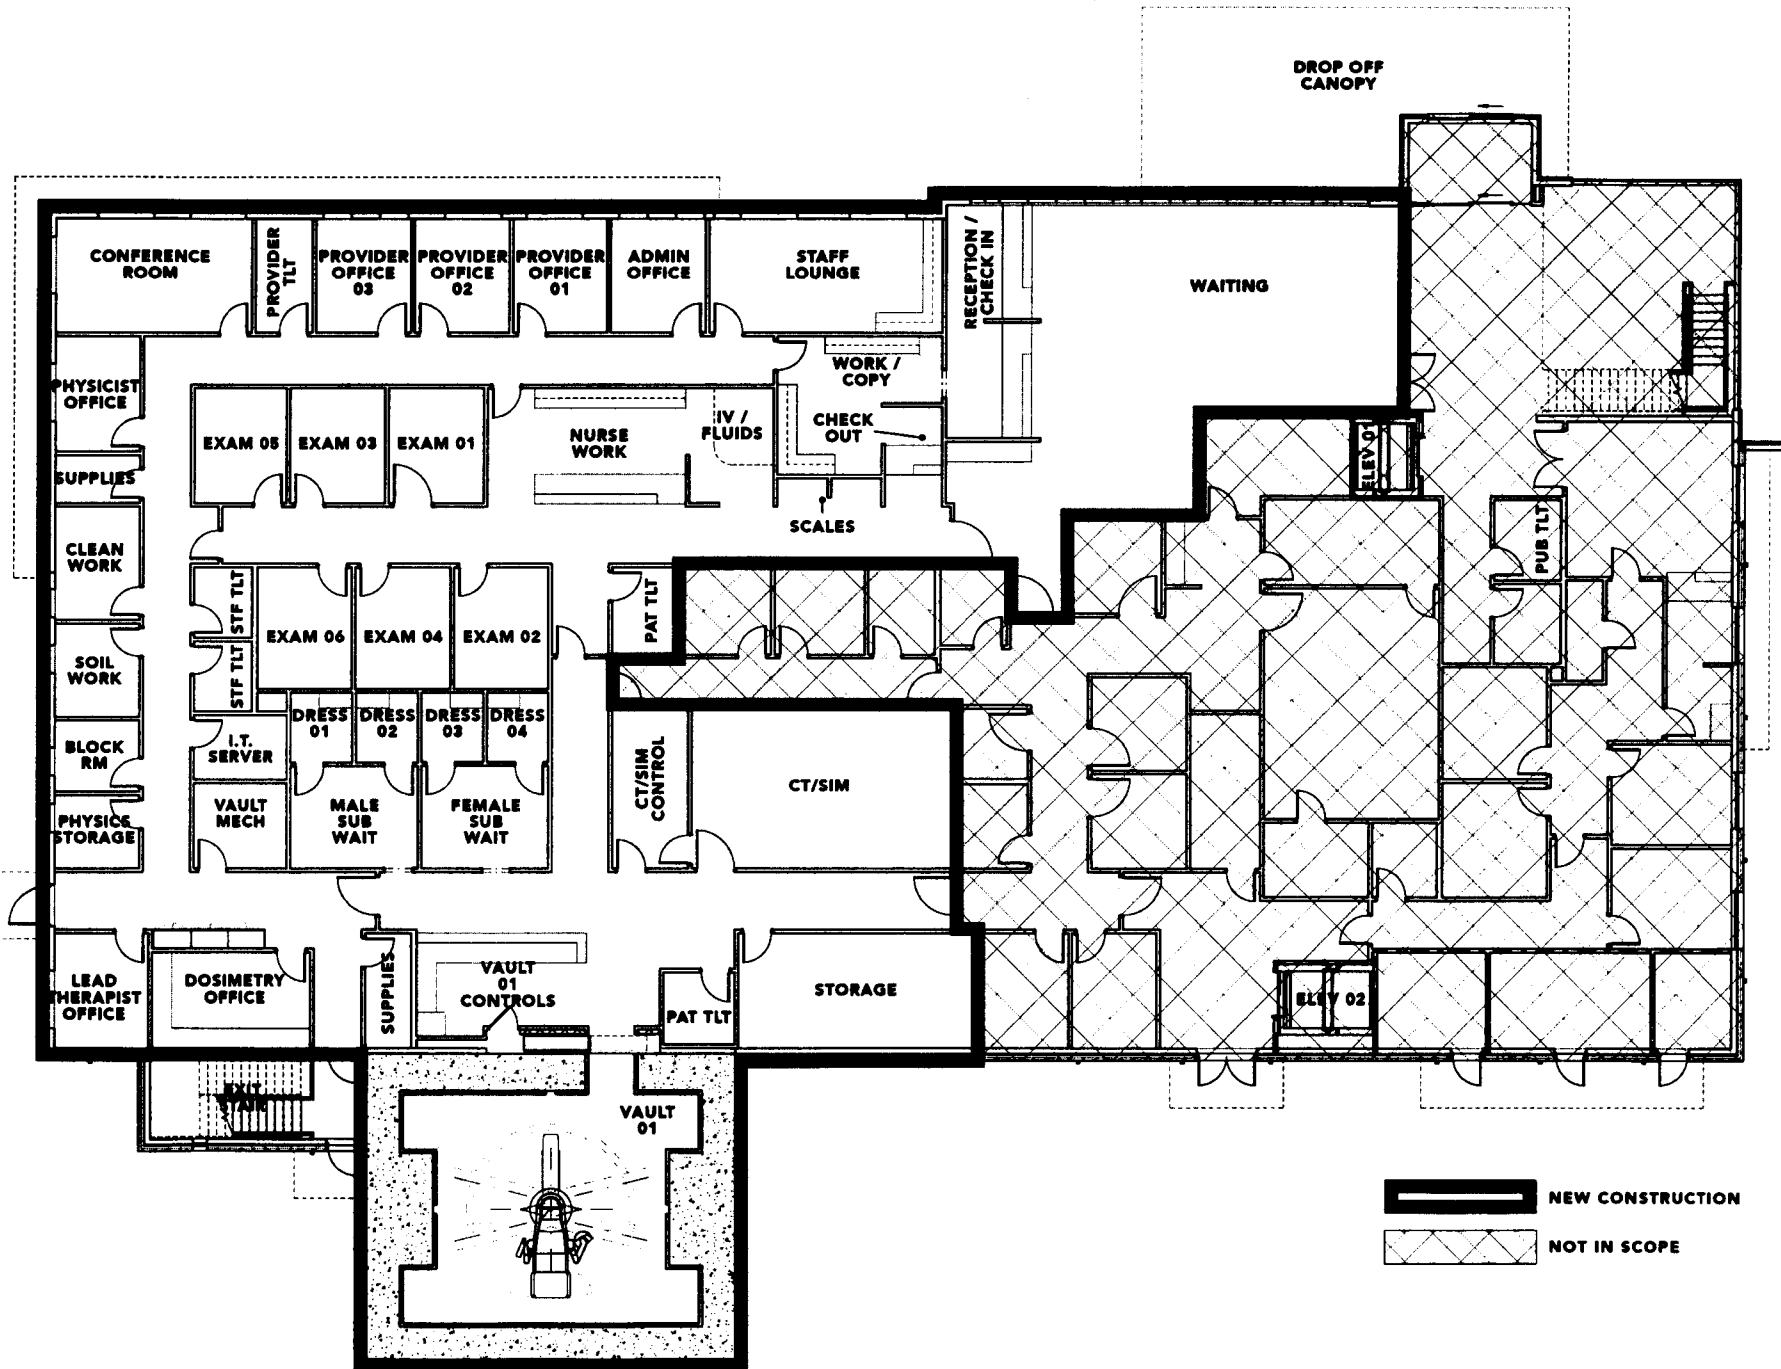 DROP OFF
CANOPY
CONFERENCE
ROOM
PROVIDER
TLT
PROVIDER
OFFICE
03
PROVIDER
OFFICE
02
PROVIDER
OFFICE
01
ADMIN
OFFICE
STAFF
LOUNGE
RECEPTION /
CHECK IN
WAITING
PHYSICIST
OFFICE
WORK /
COPY
SUPPLIES
EXAM 05
EXAM 03
EXAM 01
NURSE
WORK
IV /
FLUIDS
CHECK
OUT
ELEV 01
SCALES
PUB TLT
CLEAN
WORK
STF TLT
EXAM 06
EXAM 04
EXAM 02
PAT TLT
SOIL
WORK
STF TLT
DRESS
01
DRESS
02
DRESS
03
DRESS
04
BLOCK
RM
I.T.
SERVER
CT/SIM
CONTROL
CT/SIM
PHYSICS
STORAGE
VAULT
MECH
MALE
SUB
WAIT
FEMALE
SUB
WAIT
LEAD
THERAPIST
OFFICE
DOSIMETRY
OFFICE
SUPPLIES
VAULT
01
CONTROLS
PAT TLT
STORAGE
ELEV 02
EXIT
STAIR
VAULT
01
NEW CONSTRUCTION
NOT IN SCOPE